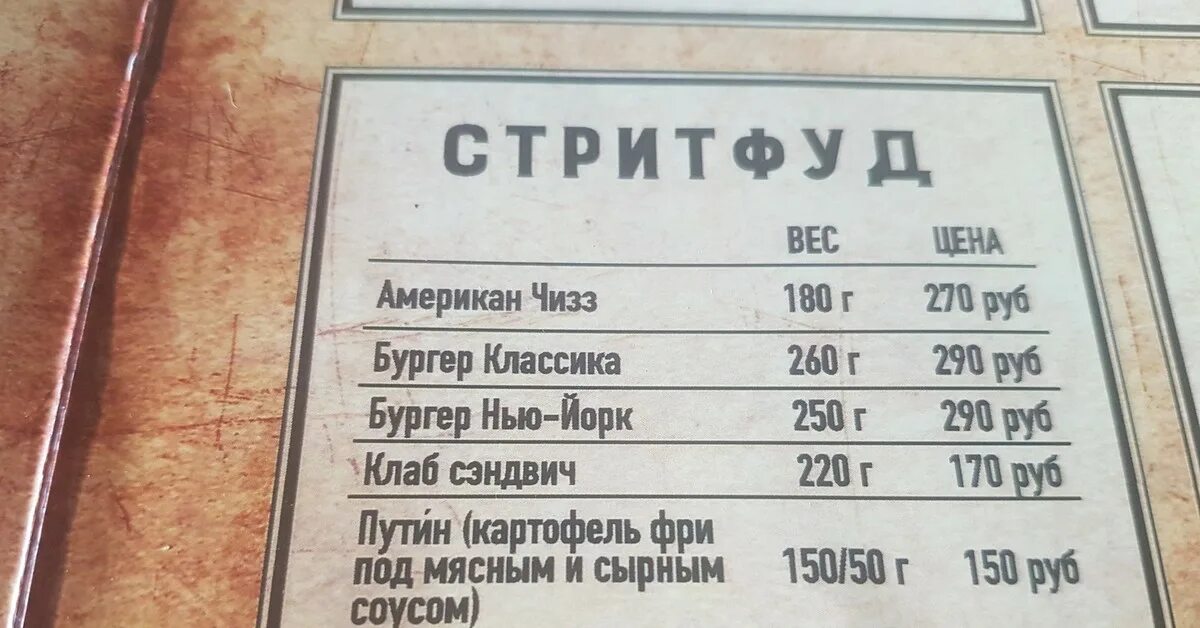 СТРИТФУД
ВЕС ЦЕНА
Американ Чизз 180 г 270 руб
Бургер Классика 260 г 290 руб
Бургер Нью-Йорк 250 г 290 руб
Клаб сэндвич 220 г 170 руб
Пути́н (картофель фри
под мясным и сырным 150/50 г 150 руб
соусом)